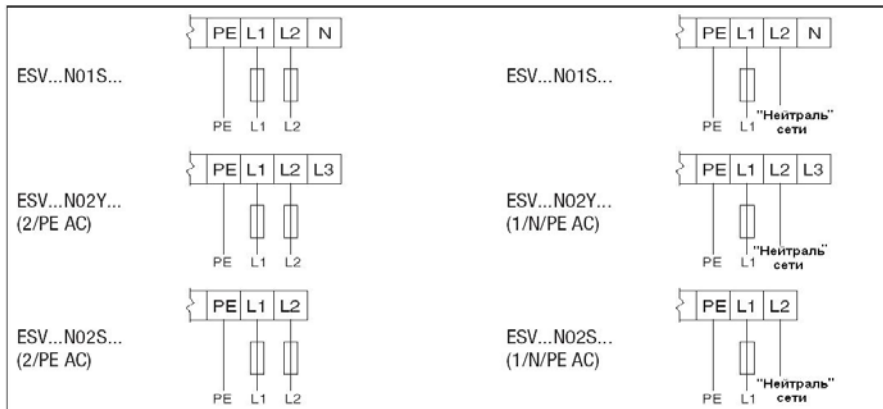 PE L1 L2 N
ESV...N01S...
PE L1 L2
PE L1 L2 N
ESV...N01S...
PE L1 "Нейтраль"
сети
PE L1 L2 L3
ESV...N02Y...
(2/PE AC)
PE L1 L2
PE L1 L2 L3
ESV...N02Y...
(1/N/PE AC)
PE L1 "Нейтраль"
сети
PE L1 L2
ESV...N02S...
(2/PE AC)
PE L1 L2
PE L1 L2
ESV...N02S...
(1/N/PE AC)
PE L1 "Нейтраль"
сети